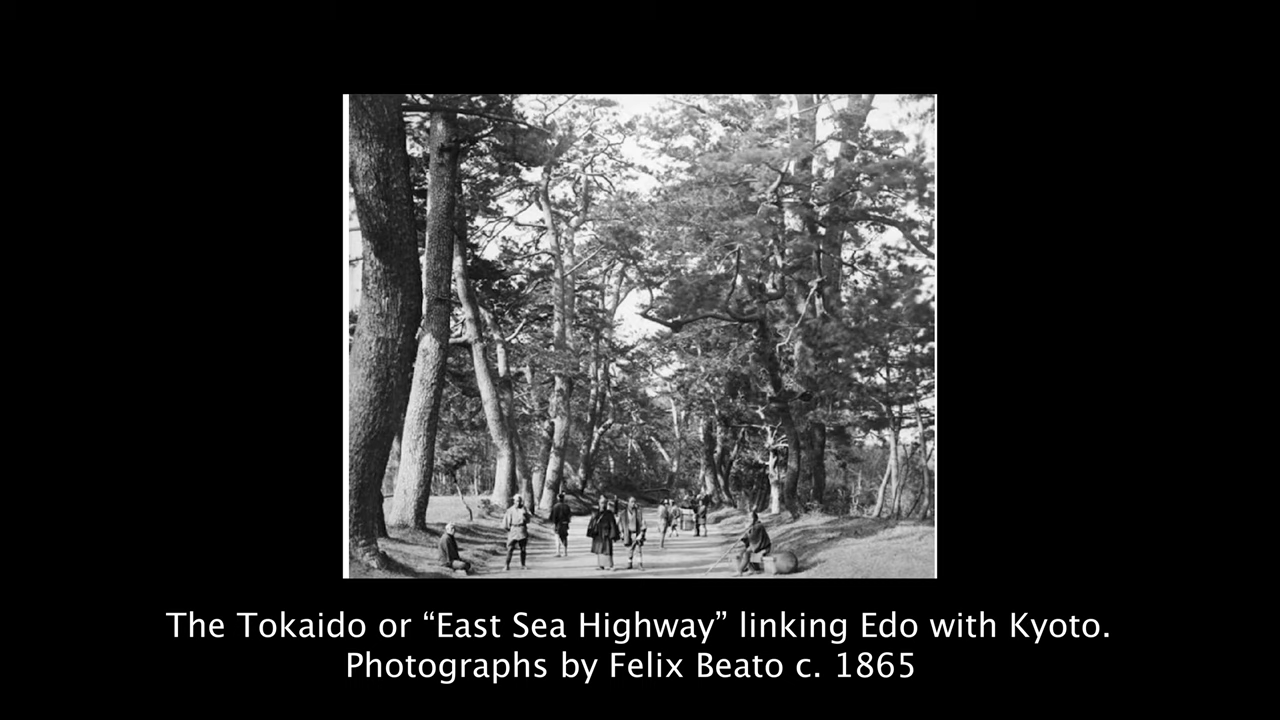 The Tokaido or “East Sea Highway” linking Edo with Kyoto.
Photographs by Felix Beato c. 1865